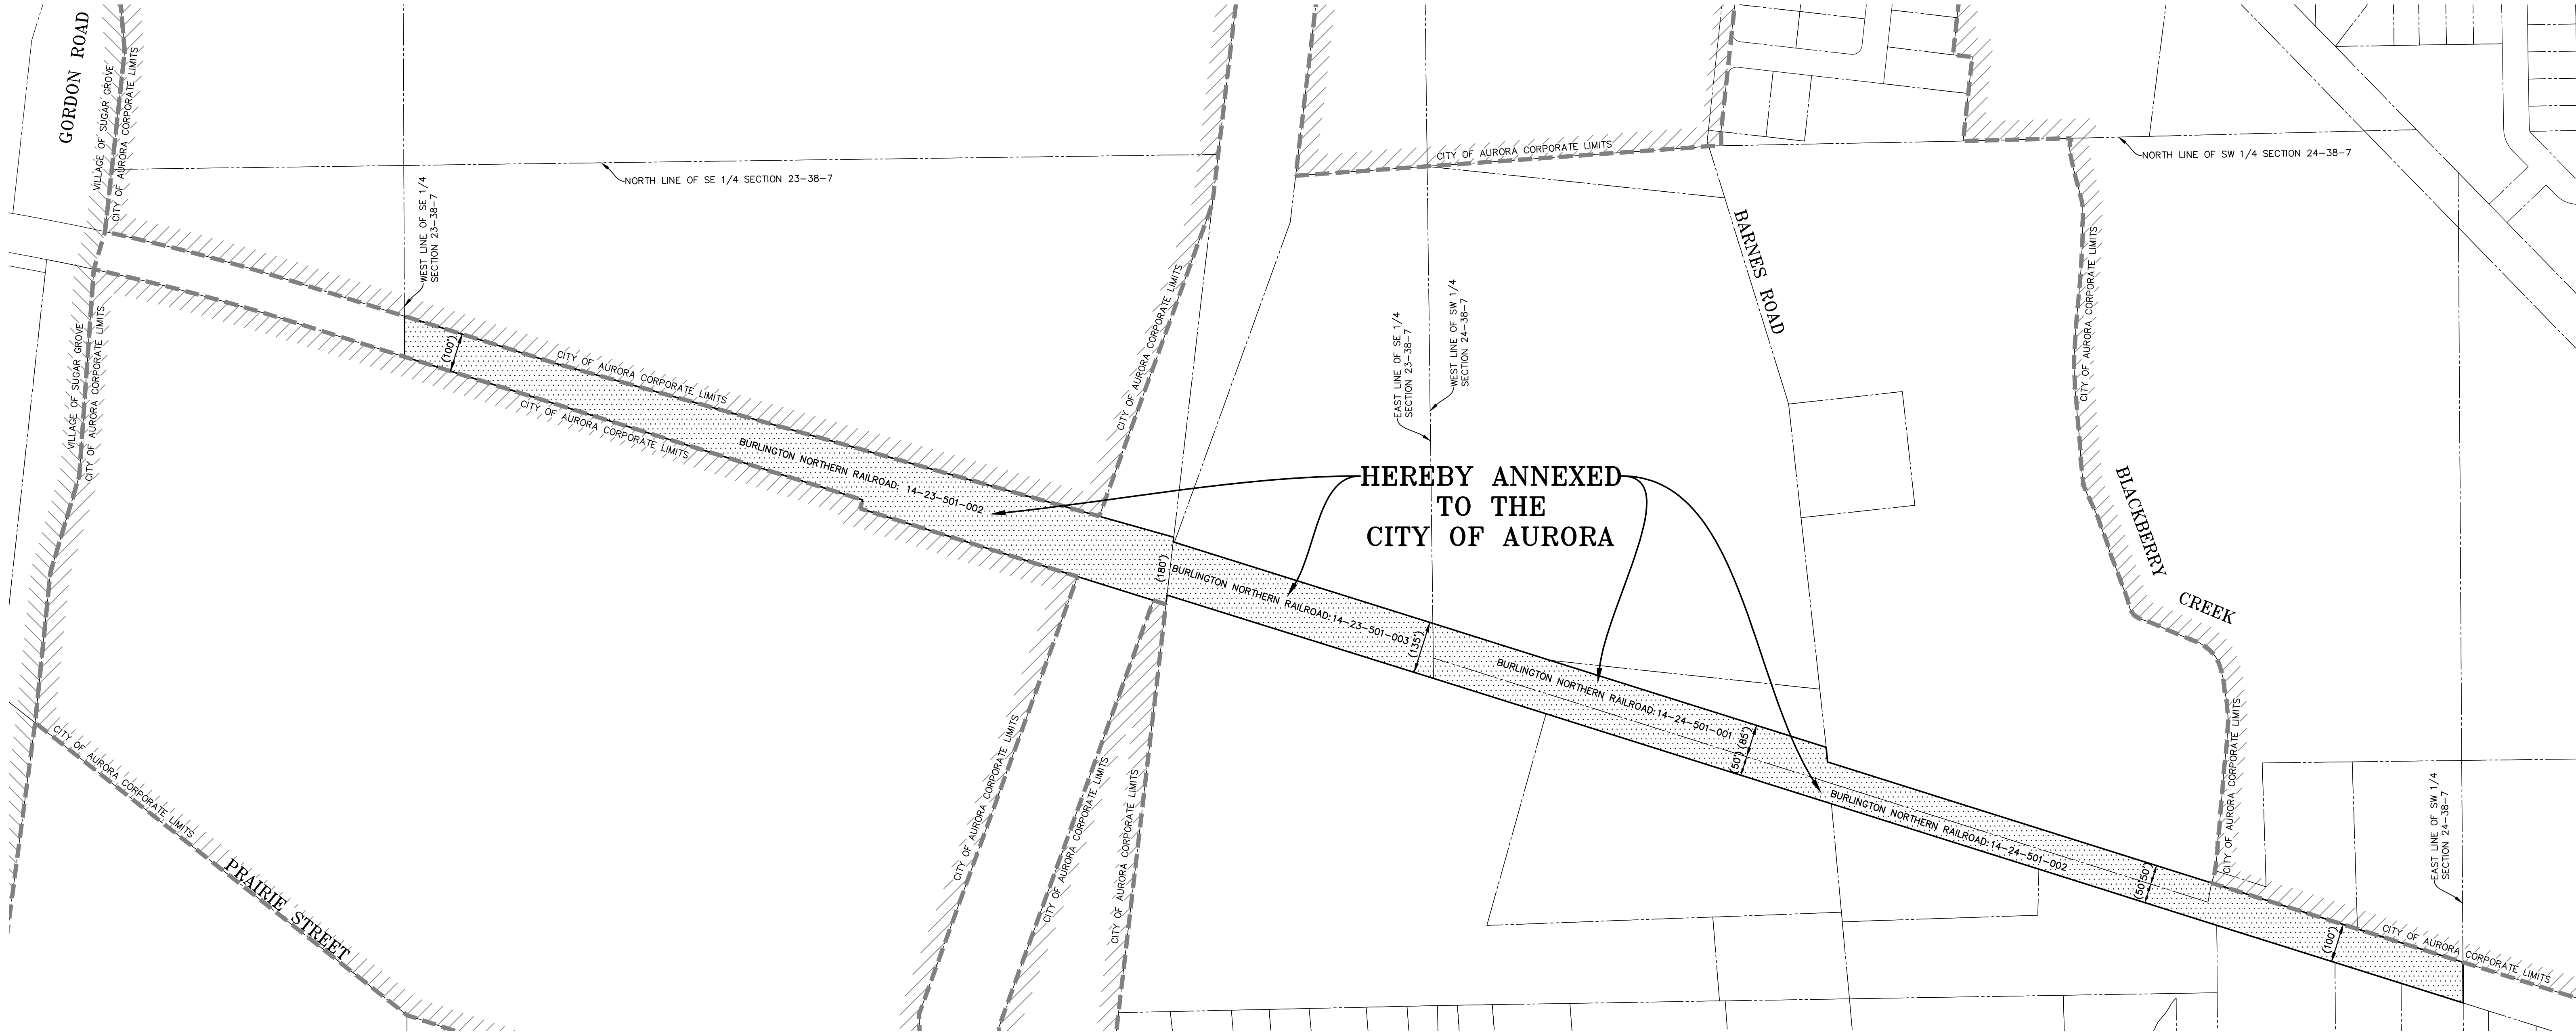 GORDON ROAD
VILLAGE OF SUGAR GROVE
CITY OF AURORA CORPORATE LIMITS
NORTH LINE OF SE 1/4 SECTION 23-38-7
WEST LINE OF SE 1/4
SECTION 23-38-7
CITY OF AURORA CORPORATE LIMITS
NORTH LINE OF SW 1/4 SECTION 24-38-7
BARNES ROAD
CITY OF AURORA CORPORATE LIMITS
CITY OF AURORA CORPORATE LIMITS
EAST LINE OF SE 1/4
SECTION 23-38-7
WEST LINE OF SW 1/4
SECTION 24-38-7
VILLAGE OF SUGAR GROVE
CITY OF AURORA CORPORATE LIMITS
(100')
CITY OF AURORA CORPORATE LIMITS
CITY OF AURORA CORPORATE LIMITS
BURLINGTON NORTHERN RAILROAD: 14-23-501-002
HEREBY ANNEXED
TO THE
CITY OF AURORA
BLACKBERRY
CREEK
(180')
BURLINGTON NORTHERN RAILROAD:14-23-501-003
(135')
BURLINGTON NORTHERN RAILROAD:14-24-501-001
(85')
(50')
BURLINGTON NORTHERN RAILROAD:14-24-501-002
(50')
(50')
CITY OF AURORA CORPORATE LIMITS
EAST LINE OF SW 1/4
SECTION 24-38-7
(100')
CITY OF AURORA CORPORATE LIMITS
CITY OF AURORA CORPORATE LIMITS
PRAIRIE STREET
CITY OF AURORA CORPORATE LIMITS
CITY OF AURORA CORPORATE LIMITS
CITY OF AURORA CORPORATE LIMITS